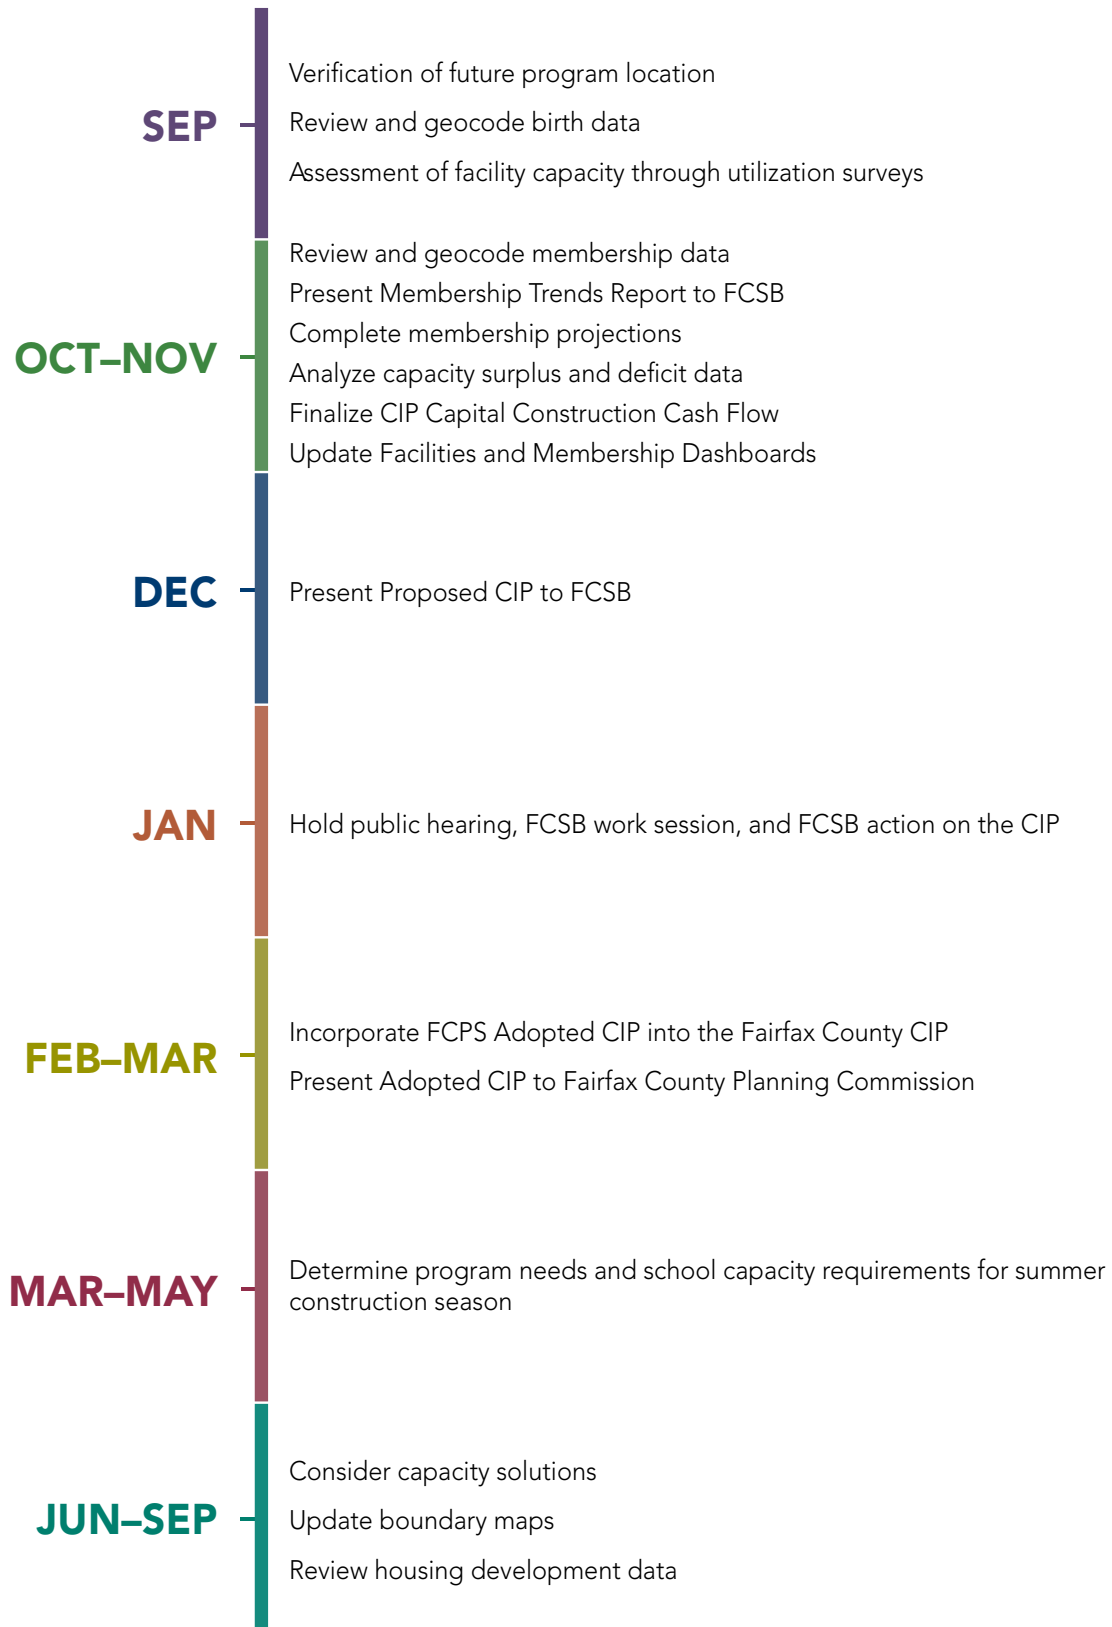 SEP
Verification of future program location
Review and geocode birth data
Assessment of facility capacity through utilization surveys
OCT–NOV
Review and geocode membership data
Present Membership Trends Report to FCSB
Complete membership projections
Analyze capacity surplus and deficit data
Finalize CIP Capital Construction Cash Flow
Update Facilities and Membership Dashboards
DEC
Present Proposed CIP to FCSB
JAN
Hold public hearing, FCSB work session, and FCSB action on the CIP
FEB–MAR
Incorporate FCPS Adopted CIP into the Fairfax County CIP
Present Adopted CIP to Fairfax County Planning Commission
MAR–MAY
Determine program needs and school capacity requirements for summer
construction season
JUN–SEP
Consider capacity solutions
Update boundary maps
Review housing development data